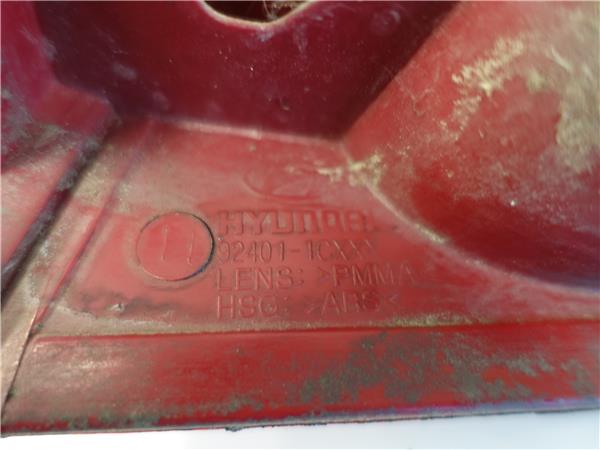 HYUNDAI
92401-1CXXX
LENS: >PMMA<
HSG: >ABS<